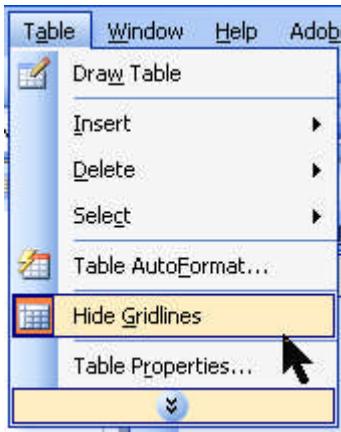 Table Window Help Adob
Draw Table
Insert
Delete
Select
Table AutoFormat...
Hide Gridlines
Table Properties...